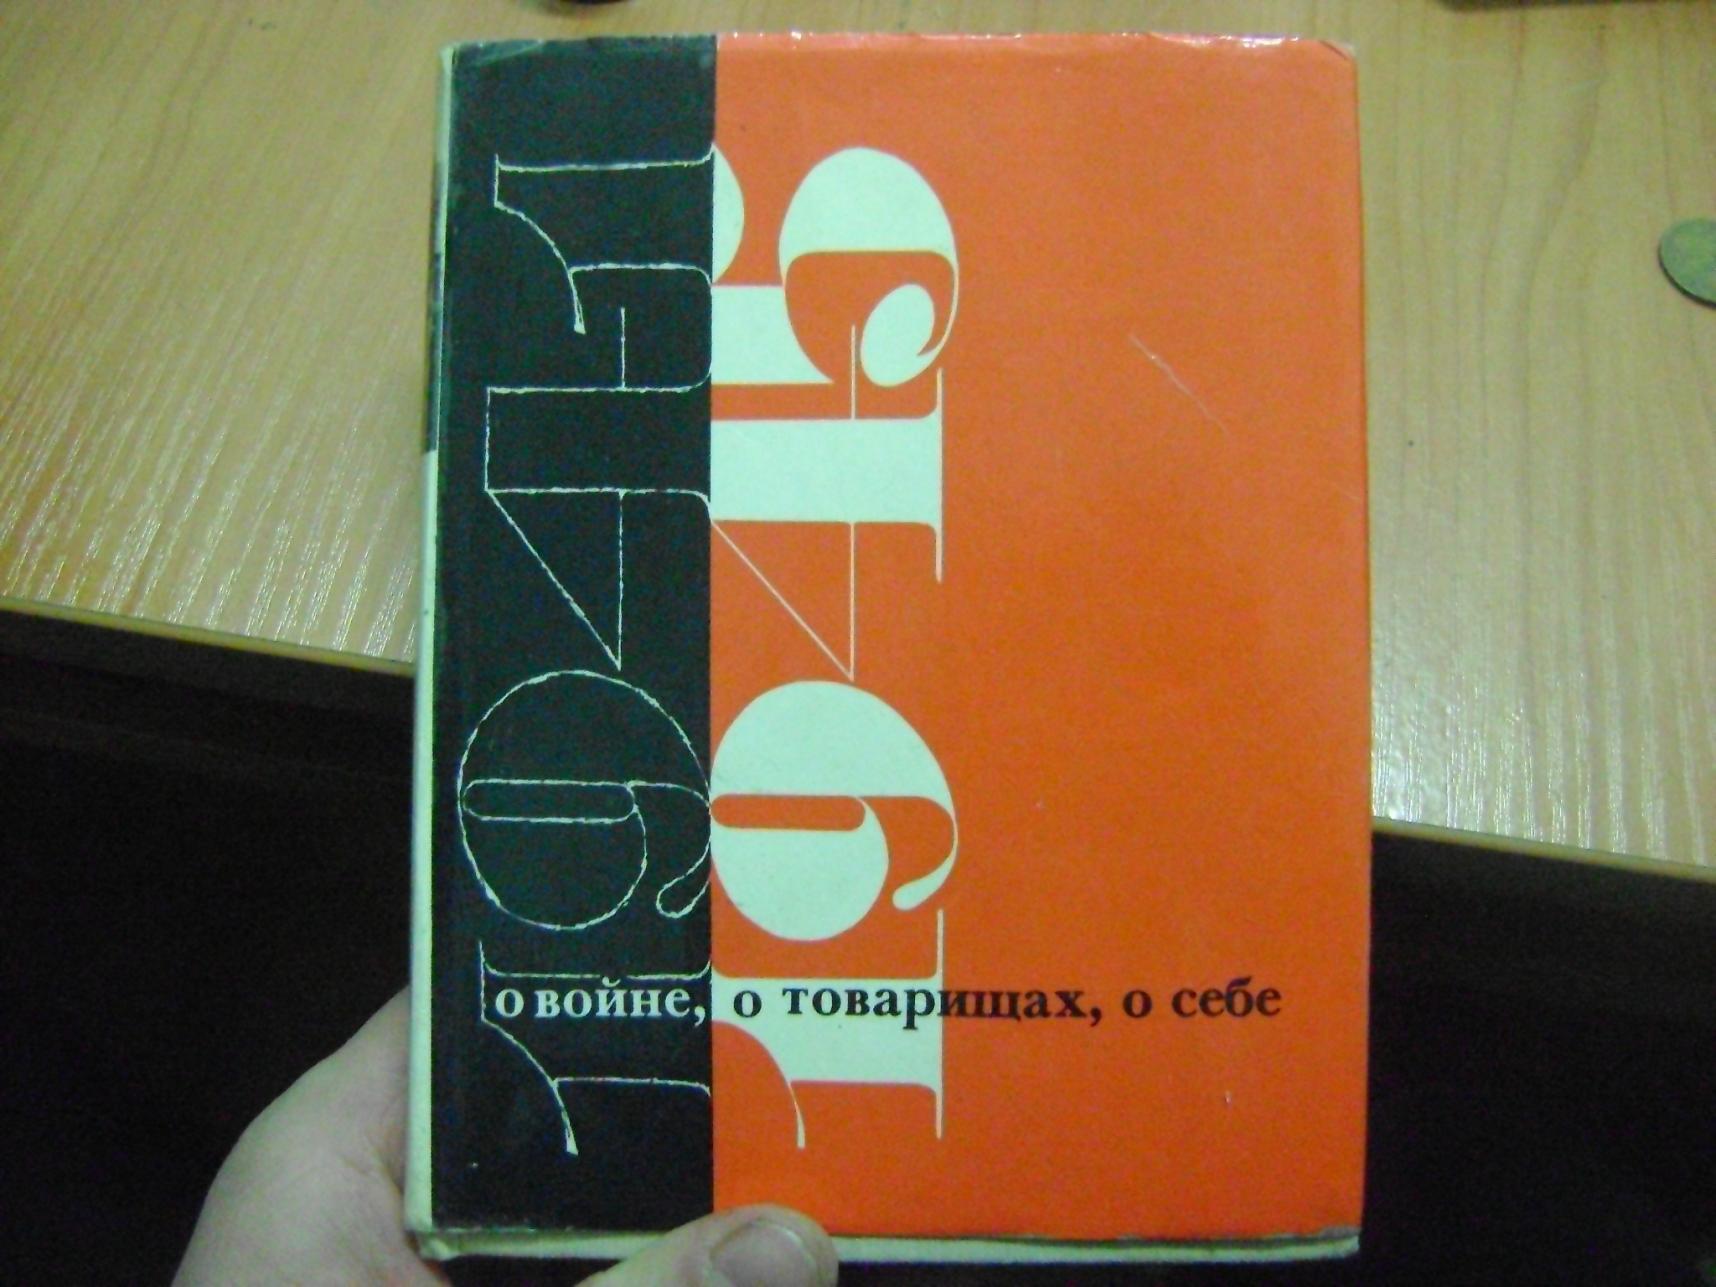 1941
1945
о войне, о товарищах, о себе